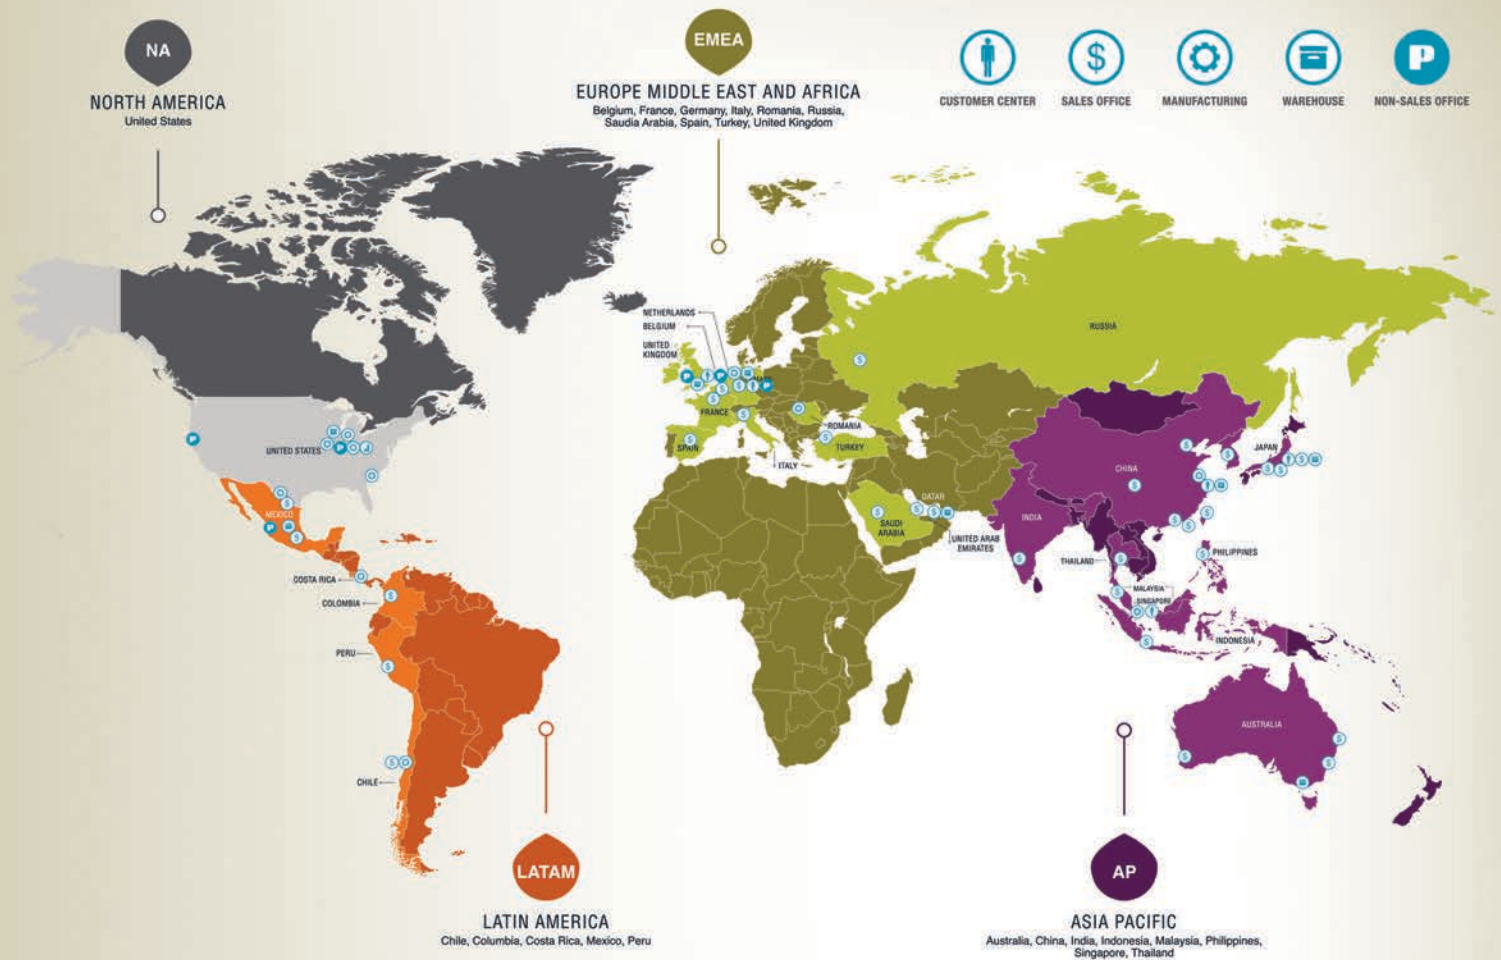 NA
NORTH AMERICA
United States
EMEA
EUROPE MIDDLE EAST AND AFRICA
Belgium, France, Germany, Italy, Romania, Russia,
Saudia Arabia, Spain, Turkey, United Kingdom
CUSTOMER CENTER
SALES OFFICE
MANUFACTURING
WAREHOUSE
P
NON-SALES OFFICE
NETHERLANDS
BELGIUM
UNITED
KINGDOM
RUSSIA
FRANCE
ROMANIA
SPAIN
TURKEY
ITALY
UNITED STATES
MEXICO
JAPAN
CHINA
QATAR
SAUDI
ARABIA
INDIA
UNITED ARAB
EMIRATES
THAILAND
PHILIPPINES
COSTA RICA
COLOMBIA
MALAYSIA
SINGAPORE
PERU
INDONESIA
AUSTRALIA
CHILE
LATAM
LATIN AMERICA
Chile, Columbia, Costa Rica, Mexico, Peru
AP
ASIA PACIFIC
Australia, China, India, Indonesia, Malaysia, Philippines,
Singapore, Thailand